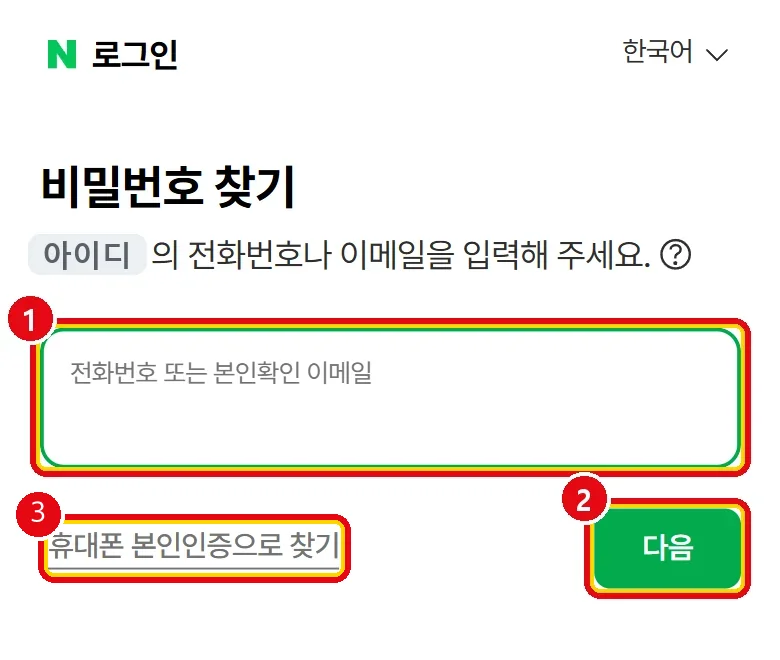 N 로그인
한국어
비밀번호 찾기
아이디 의 전화번호나 이메일을 입력해 주세요. ?
1
전화번호 또는 본인확인 이메일
3
휴대폰 본인인증으로 찾기
2
다음